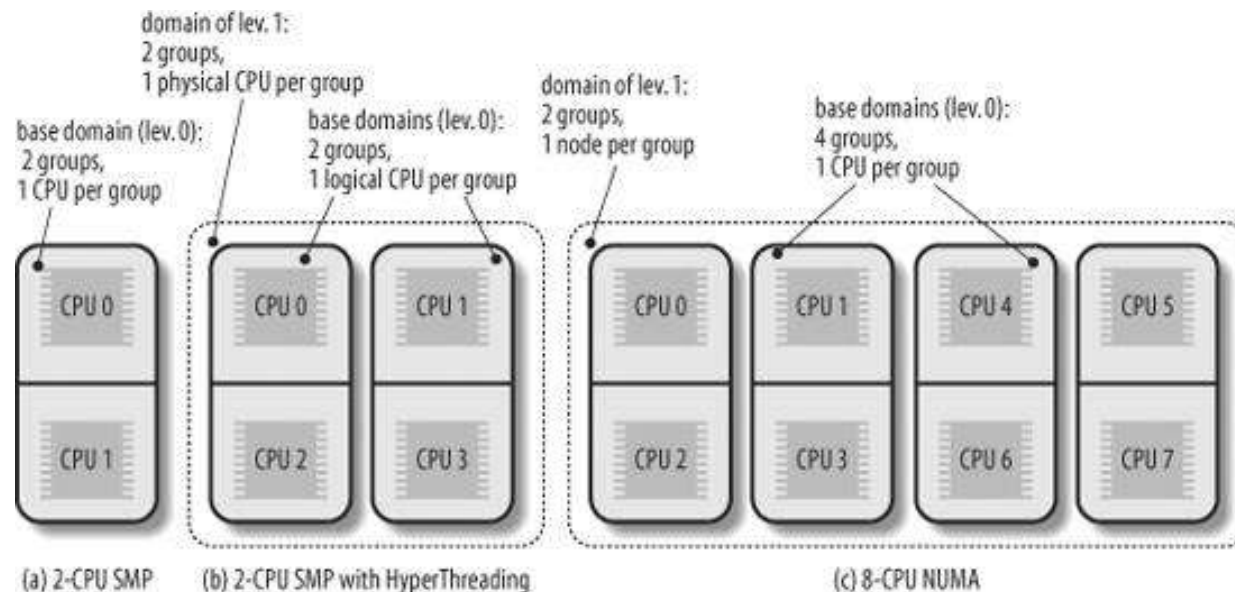 domain of lev. 1:
2 groups,
1 physical CPU per group
base domain (lev. 0):
2 groups,
1 CPU per group
base domains (lev. 0):
2 groups,
1 logical CPU per group
domain of lev. 1:
2 groups,
1 node per group
base domains (lev. 0):
4 groups,
1 CPU per group
CPU 0
CPU 1
CPU 0
CPU 1
CPU 2
CPU 3
CPU 0
CPU 1
CPU 4
CPU 5
CPU 2
CPU 3
CPU 6
CPU 7
(a) 2-CPU SMP
(b) 2-CPU SMP with HyperThreading
(c) 8-CPU NUMA